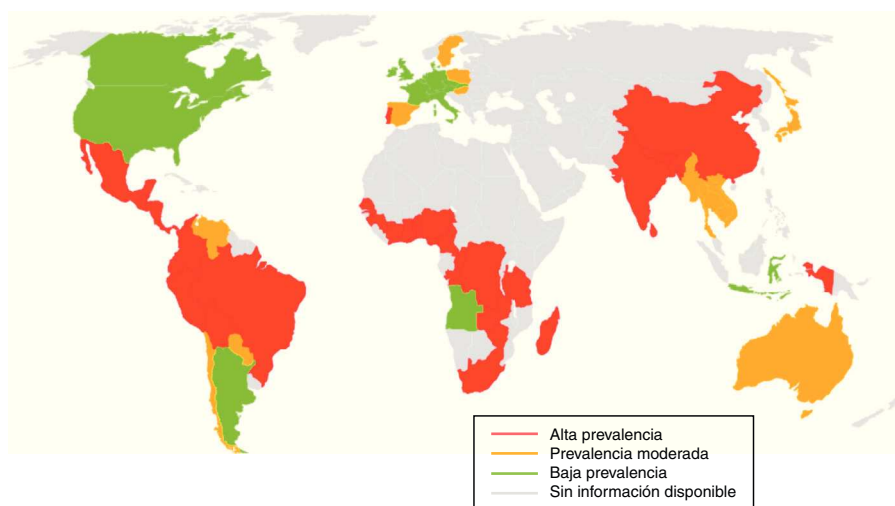 Alta prevalencia
Prevalencia moderada
Baja prevalencia
Sin información disponible